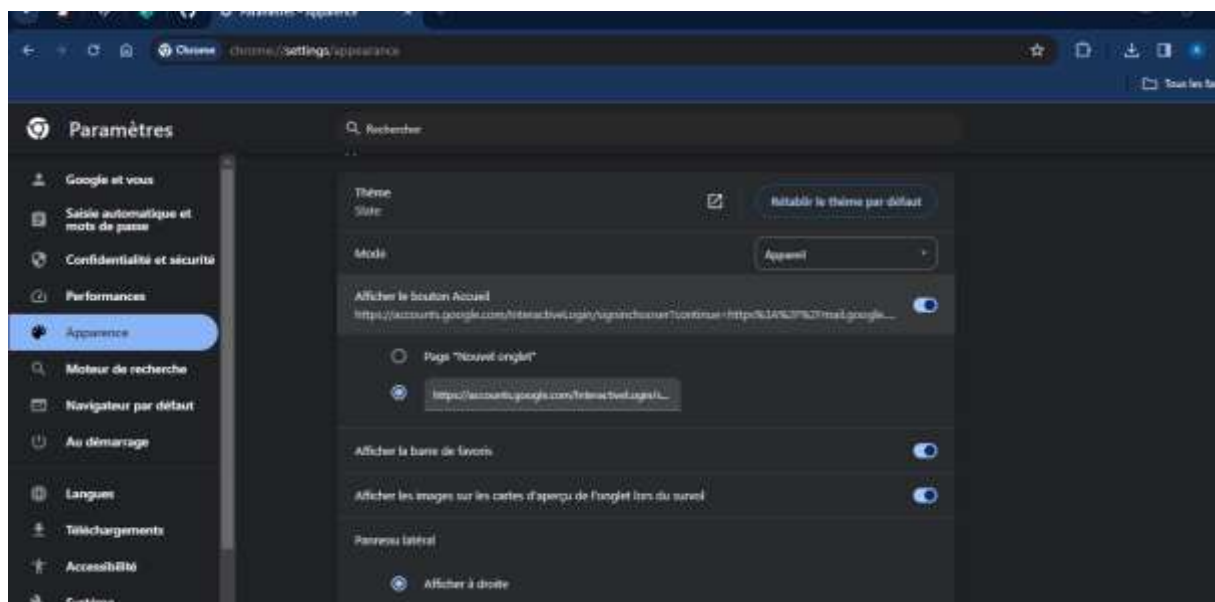 Paramètres - Apparence
Chrome
chrome://settings/appearance
Tous les fa
Paramètres
Rechercher
Google et vous
Saisie automatique et
mots de passe
Confidentialité et sécurité
Performances
Apparence
Moteur de recherche
Navigateur par défaut
Au démarrage
Langues
Téléchargements
Accessibilité
Système
Thème
Slate
Rétablir le thème par défaut
Mode
Appareil
Afficher le bouton Accueil
https://accounts.google.com/InteractiveLogin/signinchooser?continue=https%3A%2F%2Fmail.google....
Page "Nouvel onglet"
https://accounts.google.com/InteractiveLogin/s...
Afficher la barre de favoris
Afficher les images sur les cartes d'aperçu de l'onglet lors du survol
Panneau latéral
Afficher à droite